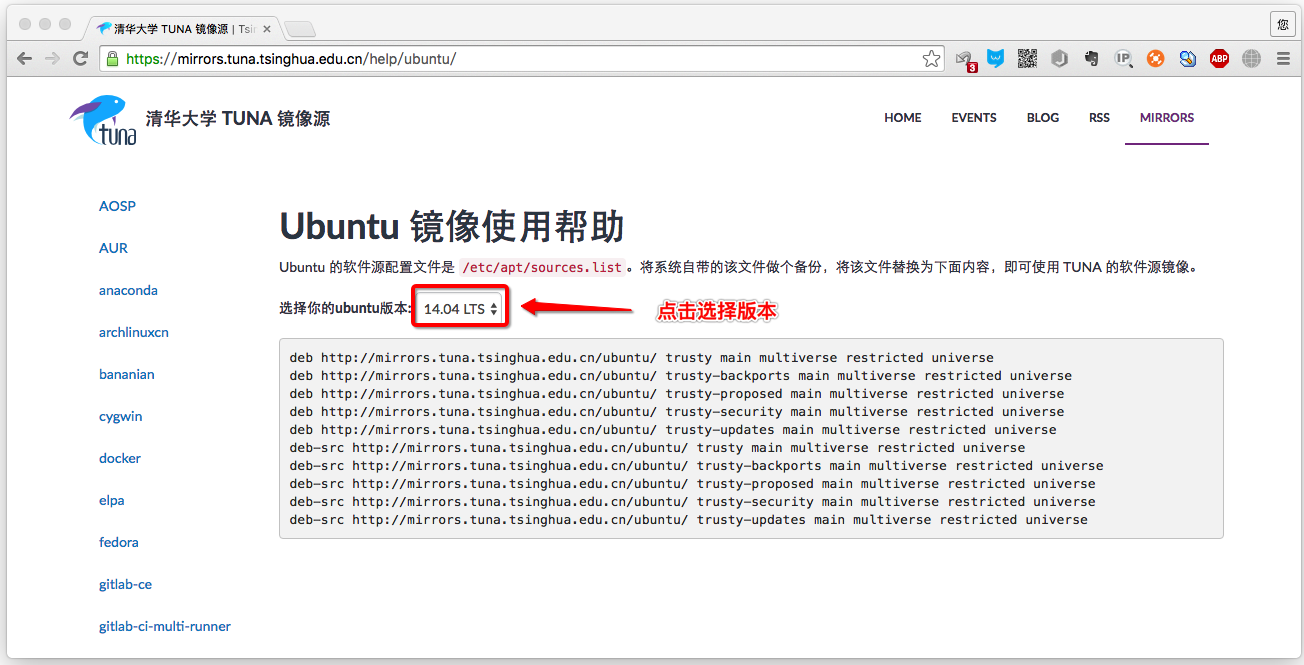 清华大学 TUNA 镜像源 | Tsin
您
https://mirrors.tuna.tsinghua.edu.cn/help/ubuntu/
3
IP
ABP
tuna
清华大学 TUNA 镜像源
HOME EVENTS BLOG RSS MIRRORS
AOSP
AUR
anaconda
archlinuxcn
bananian
cygwin
docker
elpa
fedora
gitlab-ce
gitlab-ci-multi-runner
Ubuntu 镜像使用帮助
Ubuntu 的软件源配置文件是 /etc/apt/sources.list 。将系统自带的该文件做个备份，将该文件替换为下面内容，即可使用 TUNA 的软件源镜像。
选择你的ubuntu版本: 14.04 LTS 点击选择版本
deb http://mirrors.tuna.tsinghua.edu.cn/ubuntu/ trusty main multiverse restricted universe
deb http://mirrors.tuna.tsinghua.edu.cn/ubuntu/ trusty-backports main multiverse restricted universe
deb http://mirrors.tuna.tsinghua.edu.cn/ubuntu/ trusty-proposed main multiverse restricted universe
deb http://mirrors.tuna.tsinghua.edu.cn/ubuntu/ trusty-security main multiverse restricted universe
deb http://mirrors.tuna.tsinghua.edu.cn/ubuntu/ trusty-updates main multiverse restricted universe
deb-src http://mirrors.tuna.tsinghua.edu.cn/ubuntu/ trusty main multiverse restricted universe
deb-src http://mirrors.tuna.tsinghua.edu.cn/ubuntu/ trusty-backports main multiverse restricted universe
deb-src http://mirrors.tuna.tsinghua.edu.cn/ubuntu/ trusty-proposed main multiverse restricted universe
deb-src http://mirrors.tuna.tsinghua.edu.cn/ubuntu/ trusty-security main multiverse restricted universe
deb-src http://mirrors.tuna.tsinghua.edu.cn/ubuntu/ trusty-updates main multiverse restricted universe